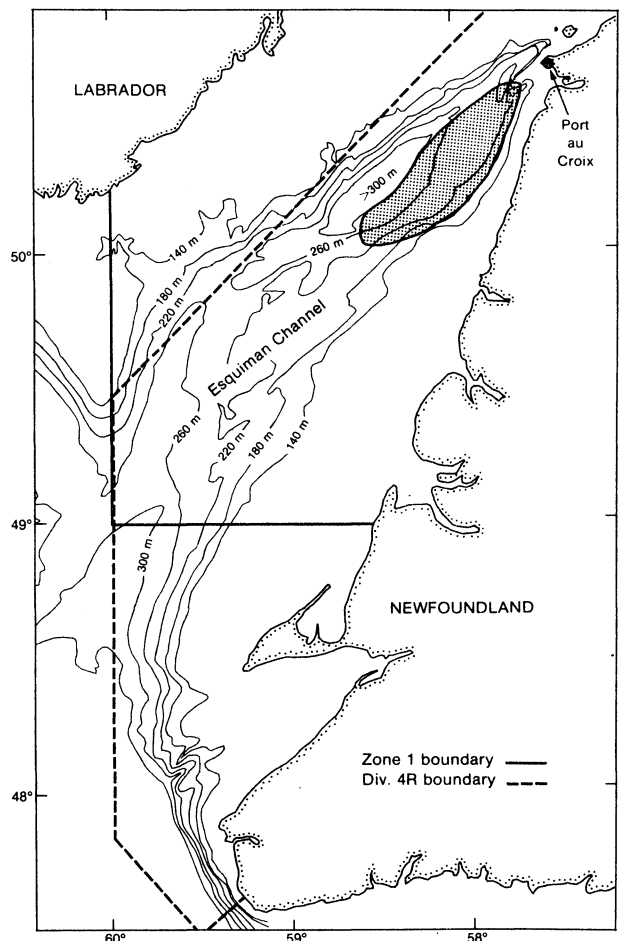 LABRADOR
Port
au
Croix
>300 m
140 m
260 m
50°
180 m
220 m
Esquiman Channel
260 m
220 m
180 m
140 m
49°
300 m
NEWFOUNDLAND
Zone 1 boundary
Div. 4R boundary
48°
60°
59°
58°